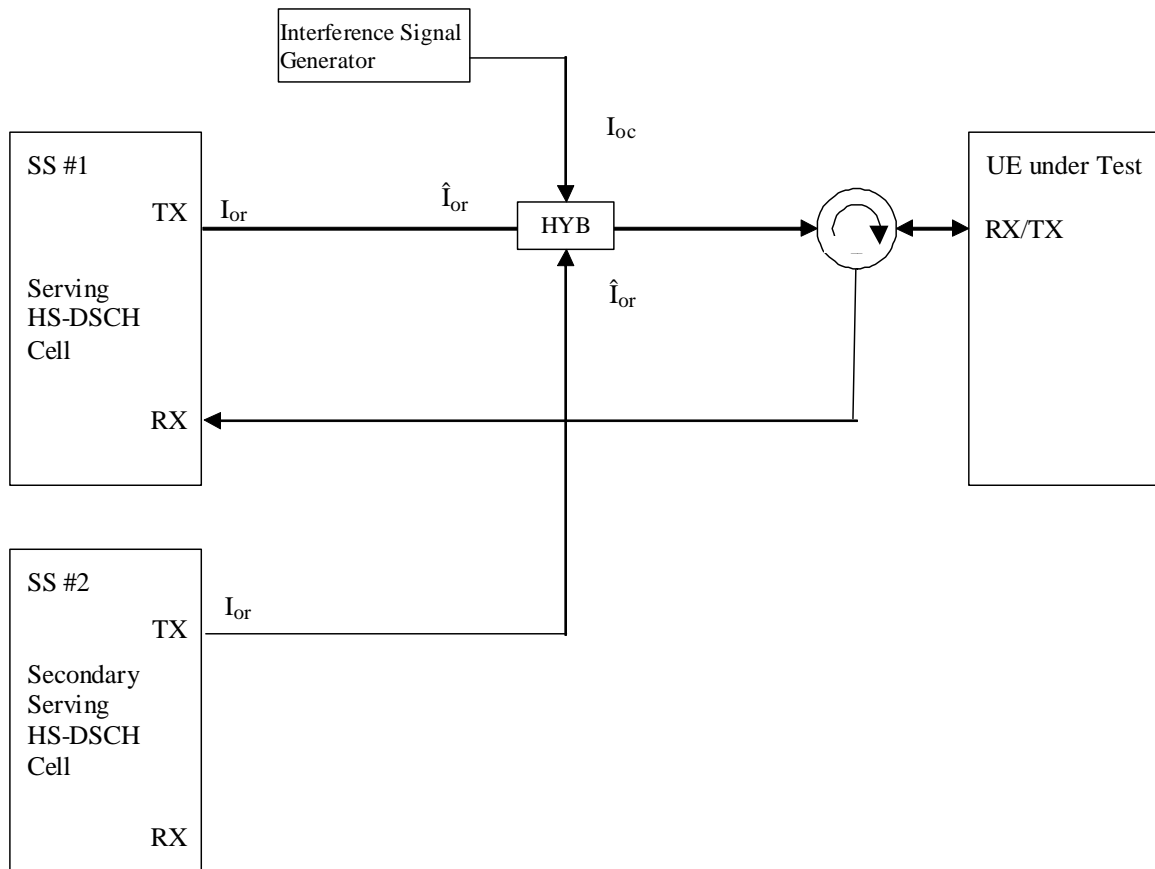 Interference Signal
Generator
I_oc
SS #1
TX
I_or
Î_or
HYB
UE under Test
RX/TX
Serving
HS-DSCH
Cell
Î_or
RX
SS #2
I_or
TX
Secondary
Serving
HS-DSCH
Cell
RX